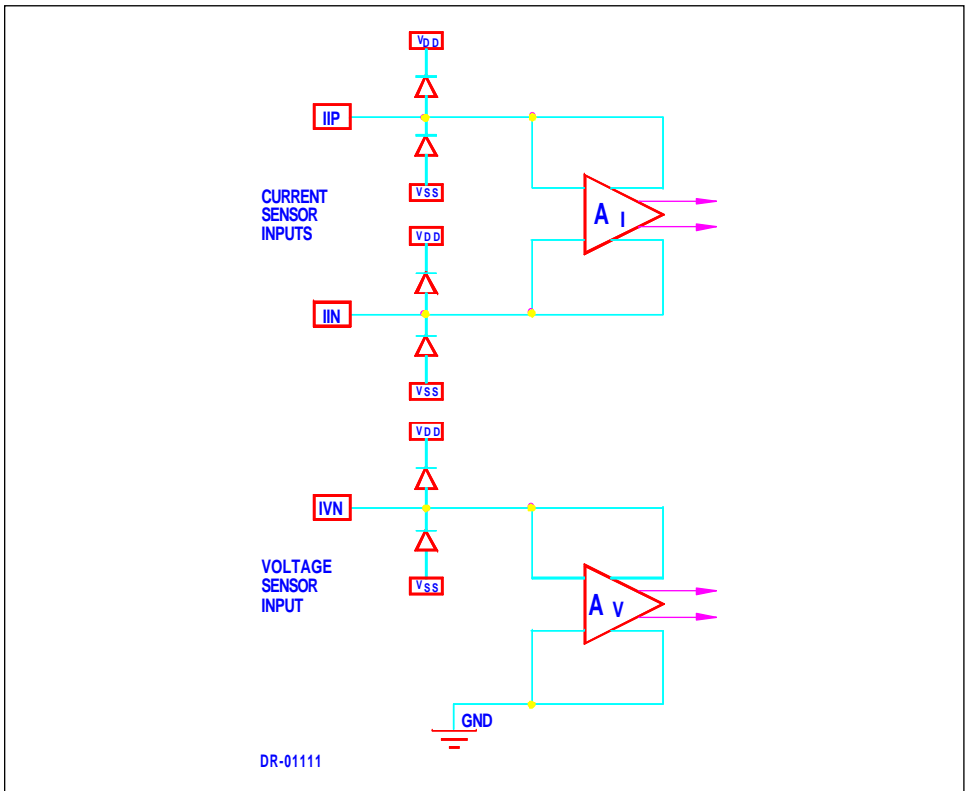 VDD
IIP
VSS
CURRENT
SENSOR
INPUTS
A I
VDD
IIN
VSS
VDD
IVN
VOLTAGE
SENSOR
INPUT
VSS
A V
GND
DR-01111